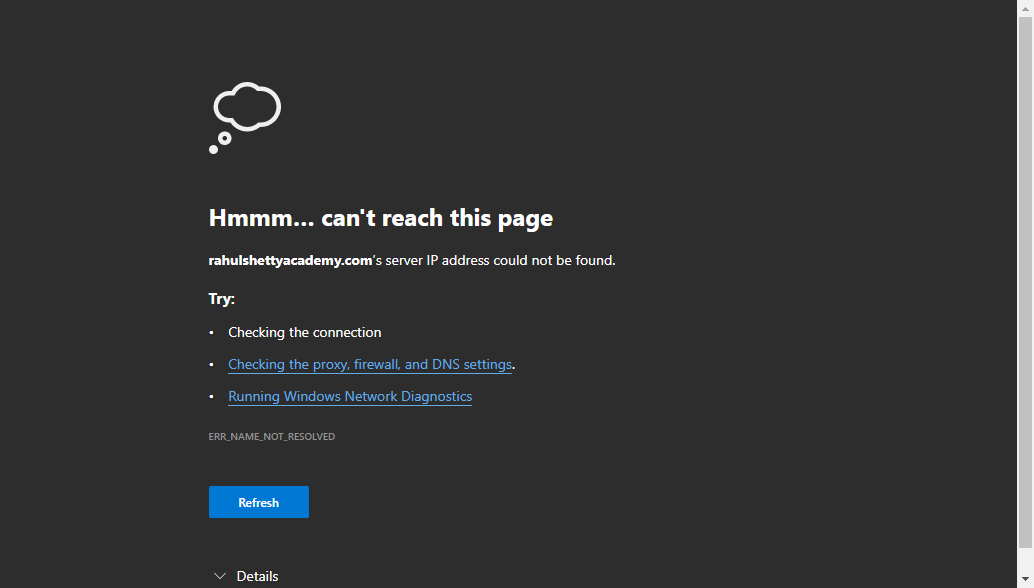 Hmmm... can't reach this page
rahulshettyacademy.com's server IP address could not be found.
Try:
• Checking the connection
• Checking the proxy, firewall, and DNS settings.
• Running Windows Network Diagnostics
ERR_NAME_NOT_RESOLVED
Refresh
Details